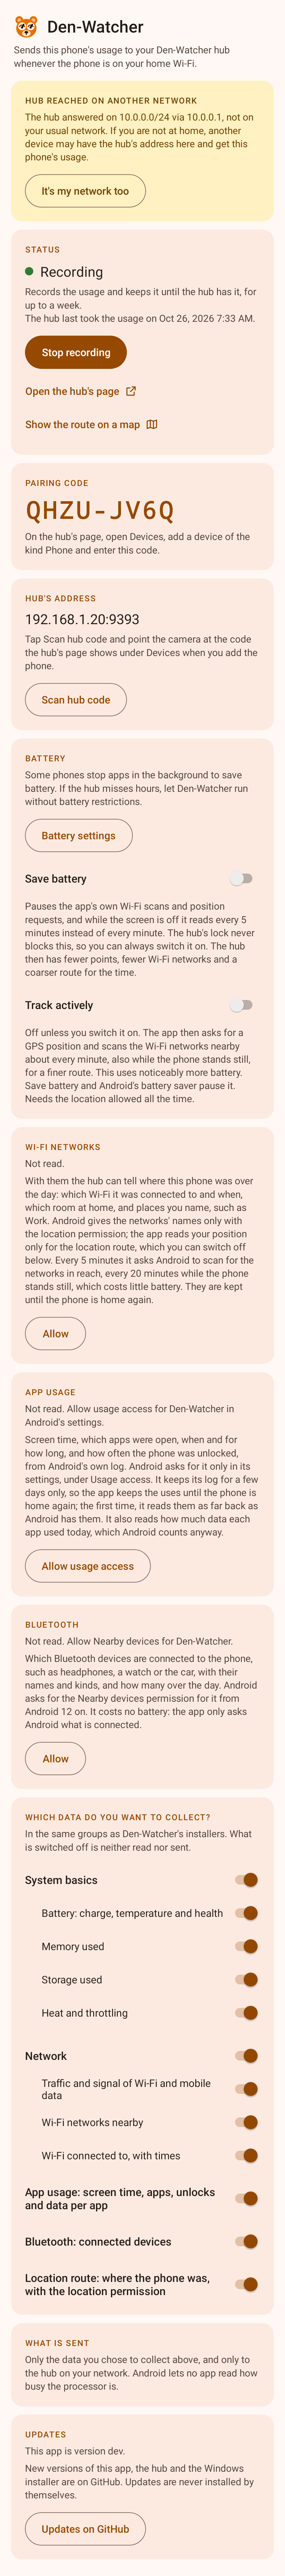 Den-Watcher
Sends this phone's usage to your Den-Watcher hub
whenever the phone is on your home Wi-Fi.
HUB REACHED ON ANOTHER NETWORK
The hub answered on 10.0.0.0/24 via 10.0.0.1, not on
your usual network. If you are not at home, another
device may have the hub's address here and get this
phone's usage.
It's my network too
STATUS
Recording
Records the usage and keeps it until the hub has it, for
up to a week.
The hub last took the usage on Oct 26, 2026 7:33 AM.
Stop recording
Open the hub's page
Show the route on a map
PAIRING CODE
QHZU-JV6Q
On the hub's page, open Devices, add a device of the
kind Phone and enter this code.
HUB'S ADDRESS
192.168.1.20:9393
Tap Scan hub code and point the camera at the code
the hub's page shows under Devices when you add the
phone.
Scan hub code
BATTERY
Some phones stop apps in the background to save
battery. If the hub misses hours, let Den-Watcher run
without battery restrictions.
Battery settings
Save battery
Pauses the app's own Wi-Fi scans and position
requests, and while the screen is off it reads every 5
minutes instead of every minute. The hub's lock never
blocks this, so you can always switch it on. The hub
then has fewer points, fewer Wi-Fi networks and a
coarser route for the time.
Track actively
Off unless you switch it on. The app then asks for a
GPS position and scans the Wi-Fi networks nearby
about every minute, also while the phone stands still,
for a finer route. This uses noticeably more battery.
Save battery and Android's battery saver pause it.
Needs the location allowed all the time.
WI-FI NETWORKS
Not read.
With them the hub can tell where this phone was over
the day: which Wi-Fi it was connected to and when,
which room at home, and places you name, such as
Work. Android gives the networks' names only with
the location permission; the app reads your position
only for the location route, which you can switch off
below. Every 5 minutes it asks Android to scan for the
networks in reach, every 20 minutes while the phone
stands still, which costs little battery. They are kept
until the phone is home again.
Allow
APP USAGE
Not read. Allow usage access for Den-Watcher in
Android's settings.
Screen time, which apps were open, when and for
how long, and how often the phone was unlocked,
from Android's own log. Android asks for it only in its
settings, under Usage access. It keeps its log for a few
days only, so the app keeps the uses until the phone is
home again; the first time, it reads them as far back as
Android has them. It also reads how much data each
app used today, which Android counts anyway.
Allow usage access
BLUETOOTH
Not read. Allow Nearby devices for Den-Watcher.
Which Bluetooth devices are connected to the phone,
such as headphones, a watch or the car, with their
names and kinds, and how many over the day. Android
asks for the Nearby devices permission for it from
Android 12 on. It costs no battery: the app only asks
Android what is connected.
Allow
WHICH DATA DO YOU WANT TO COLLECT?
In the same groups as Den-Watcher's installers. What
is switched off is neither read nor sent.
System basics
Battery: charge, temperature and health
Memory used
Storage used
Heat and throttling
Network
Traffic and signal of Wi-Fi and mobile
data
Wi-Fi networks nearby
Wi-Fi connected to, with times
App usage: screen time, apps, unlocks
and data per app
Bluetooth: connected devices
Location route: where the phone was,
with the location permission
WHAT IS SENT
Only the data you chose to collect above, and only to
the hub on your network. Android lets no app read how
busy the processor is.
UPDATES
This app is version dev.
New versions of this app, the hub and the Windows
installer are on GitHub. Updates are never installed by
themselves.
Updates on GitHub